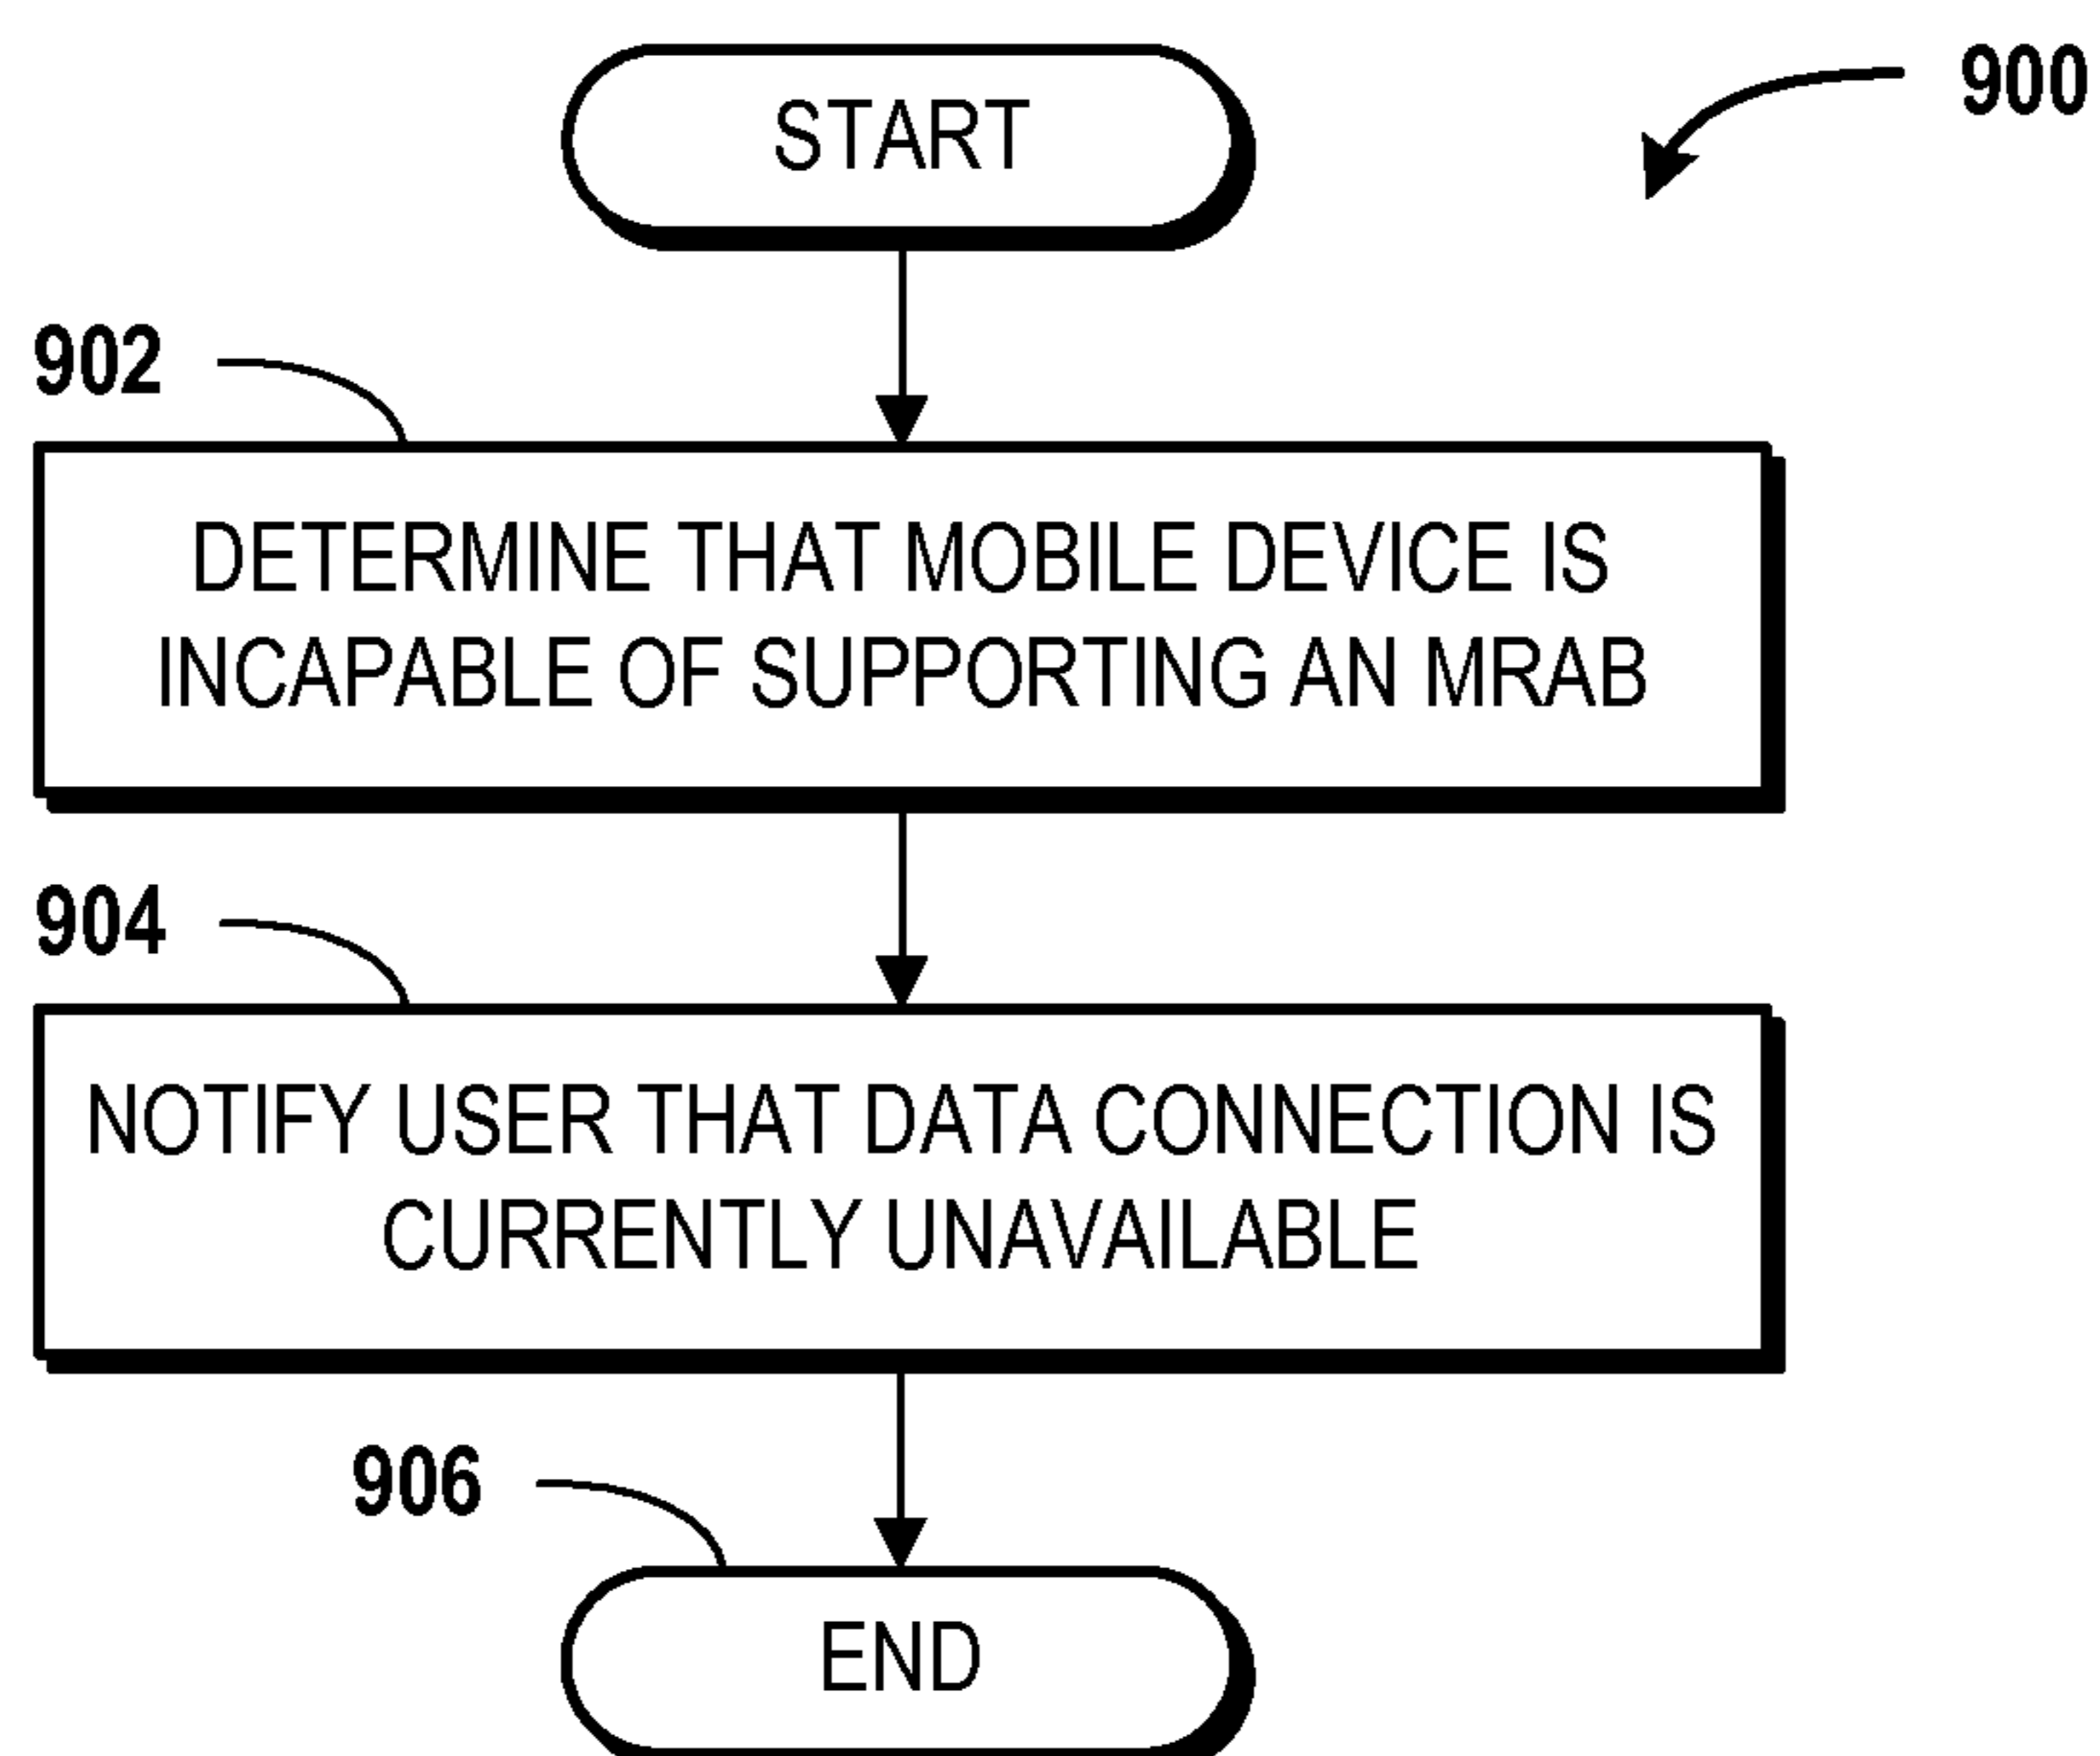 START
900
902
DETERMINE THAT MOBILE DEVICE IS
INCAPABLE OF SUPPORTING AN MRAB
904
NOTIFY USER THAT DATA CONNECTION IS
CURRENTLY UNAVAILABLE
906
END